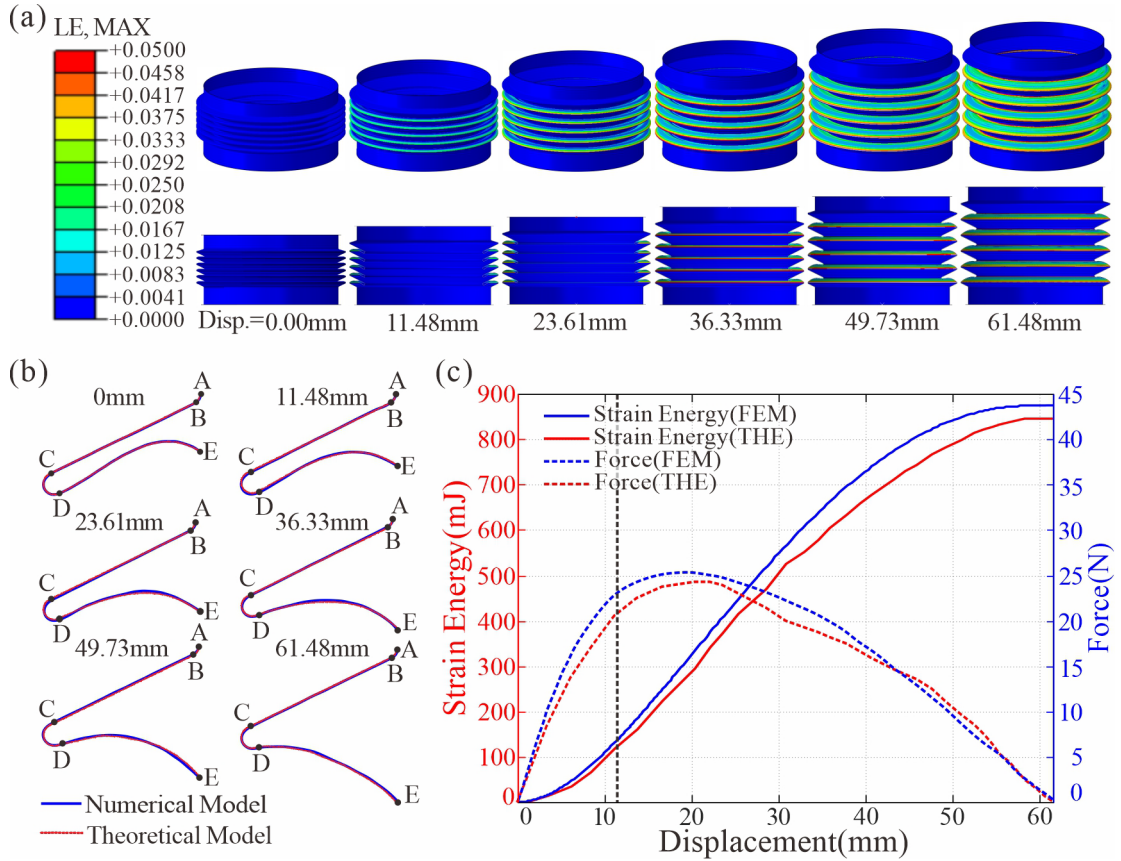 (a)
LE, MAX
+0.0500
+0.0458
+0.0417
+0.0375
+0.0333
+0.0292
+0.0250
+0.0208
+0.0167
+0.0125
+0.0083
+0.0041
+0.0000
Disp.=0.00mm 11.48mm 23.61mm 36.33mm 49.73mm 61.48mm
(b)
0mm
A
B
C
D
E
11.48mm
A
B
C
D
E
23.61mm
A
B
C
D
E
36.33mm
A
B
C
D
E
49.73mm
A
B
C
D
E
61.48mm
A
B
C
D
E
Numerical Model
Theoretical Model
(c)
Strain Energy(mJ)
900
800
700
600
500
400
300
200
100
0
Strain Energy(FEM)
Strain Energy(THE)
Force(FEM)
Force(THE)
45
40
35
30
25
20
15
10
5
0
Force(N)
0 10 20 30 40 50 60
Displacement(mm)